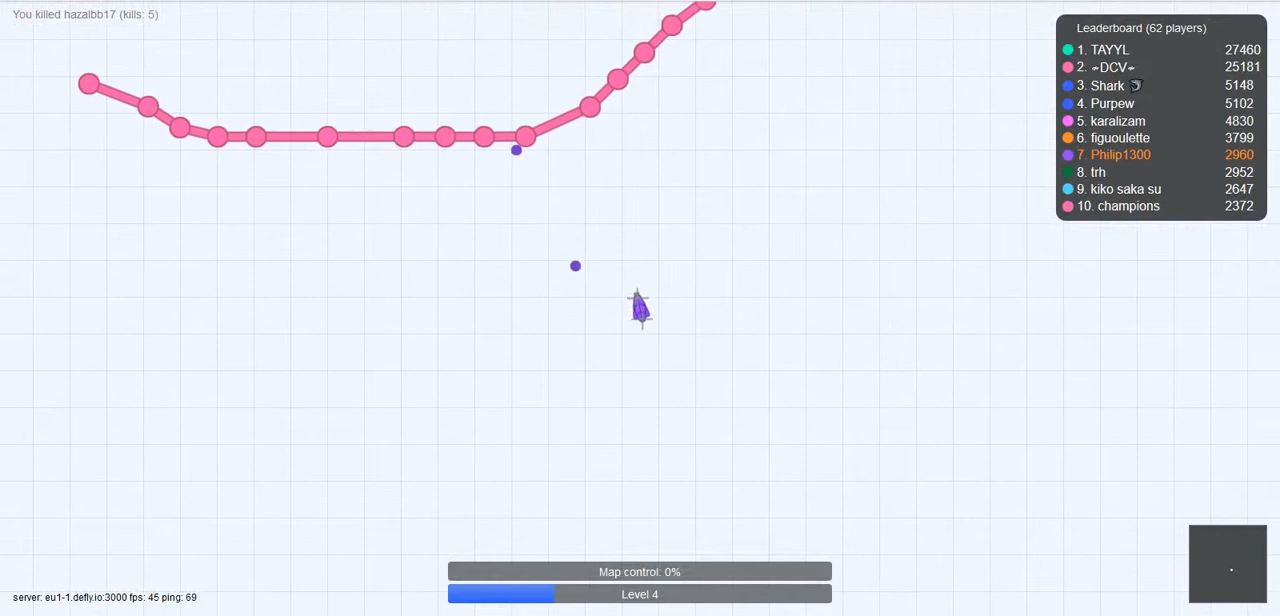 You killed hazalbb17 (kills: 5)
Leaderboard (62 players)
1. TAYYL 27460
2. ⌁DCV⌁ 25181
3. Shark 5148
4. Purpew 5102
5. karalizam 4830
6. figuoulette 3799
7. Philip1300 2960
8. trh 2952
9. kiko saka su 2647
10. champions 2372
Map control: 0%
Level 4
server: eu1-1.defly.io:3000 fps: 45 ping: 69